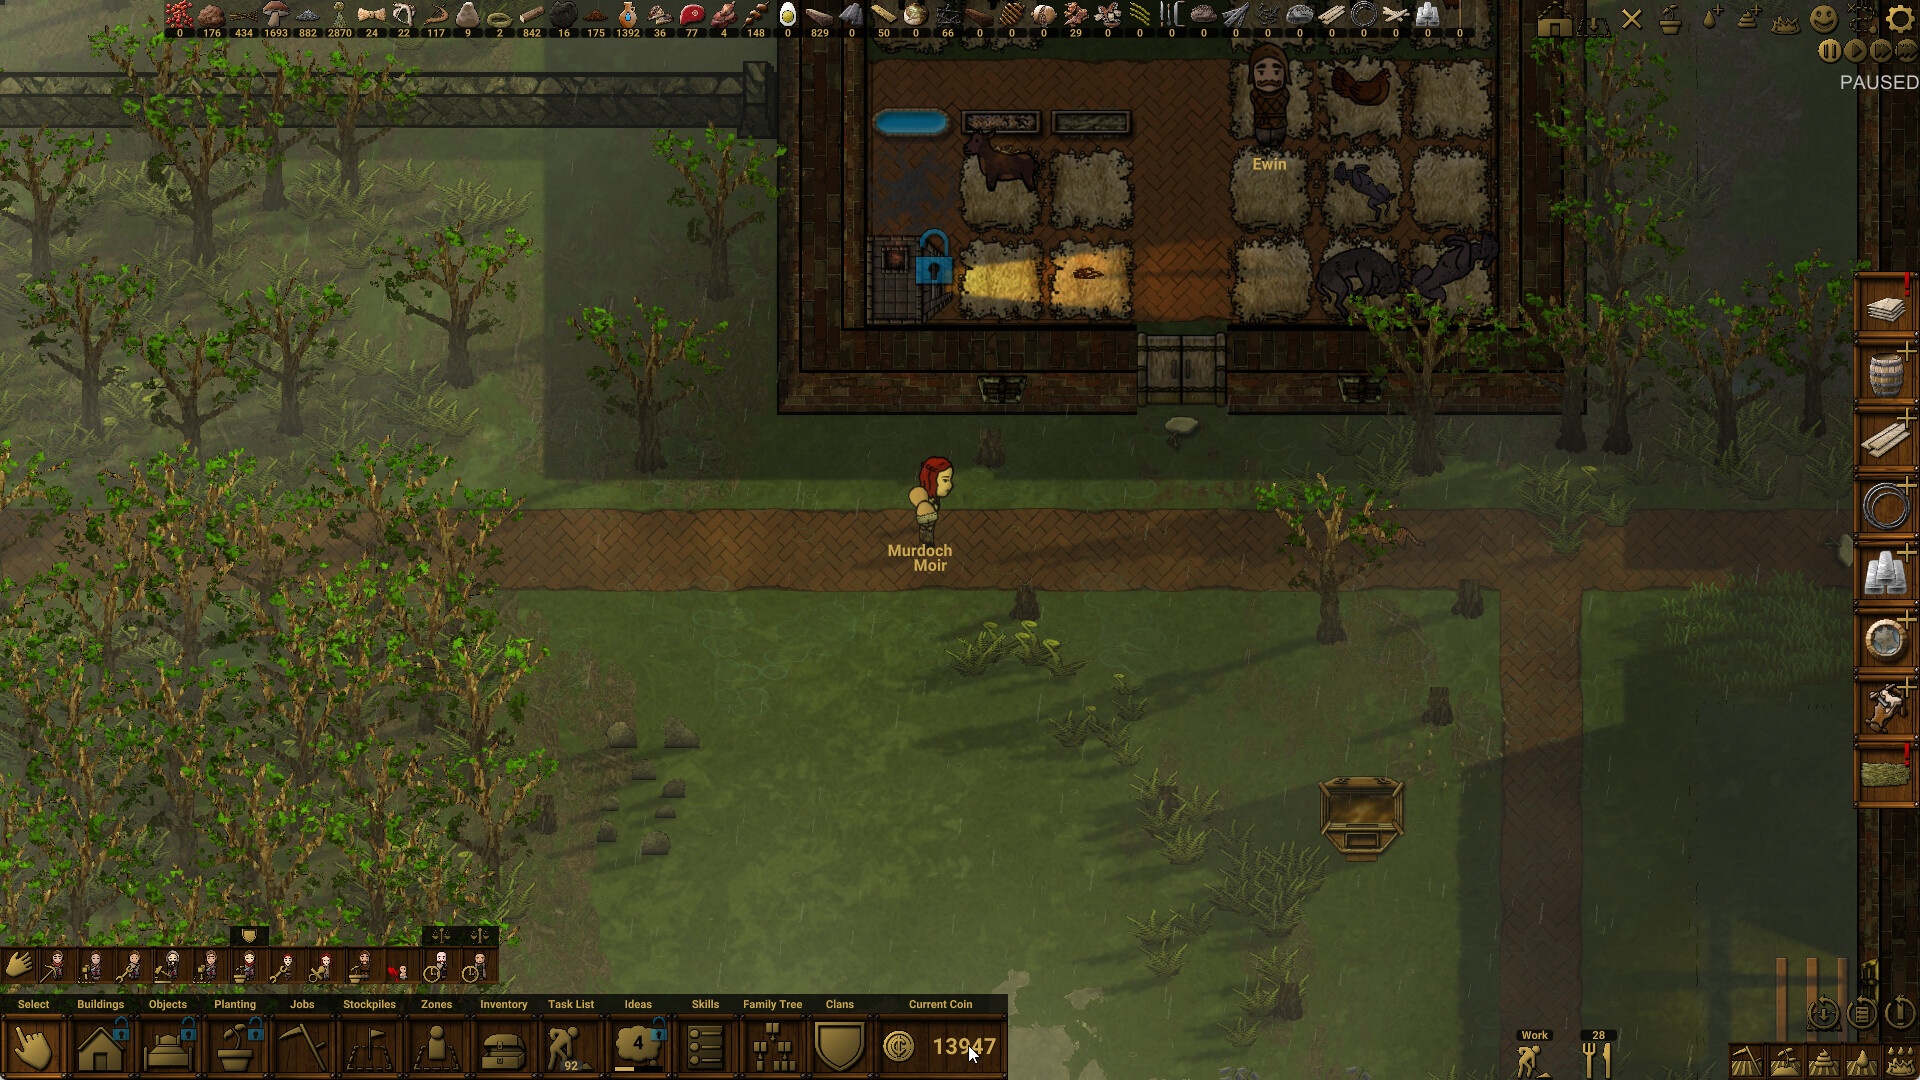 0 176 434 1693 882 2870 24 22 117 9 2 842 16 175 1392 36 77 4 148 0 829 0 50 0 66 0 0 0 29 0 0 0 0 0 0 0 0 0 0 0 0
PAUSED
Ewin
Murdoch
Moir
Select Buildings Objects Planting Jobs Stockpiles Zones Inventory Task List Ideas Skills Family Tree Clans Current Coin
92 4 13947
Work 28